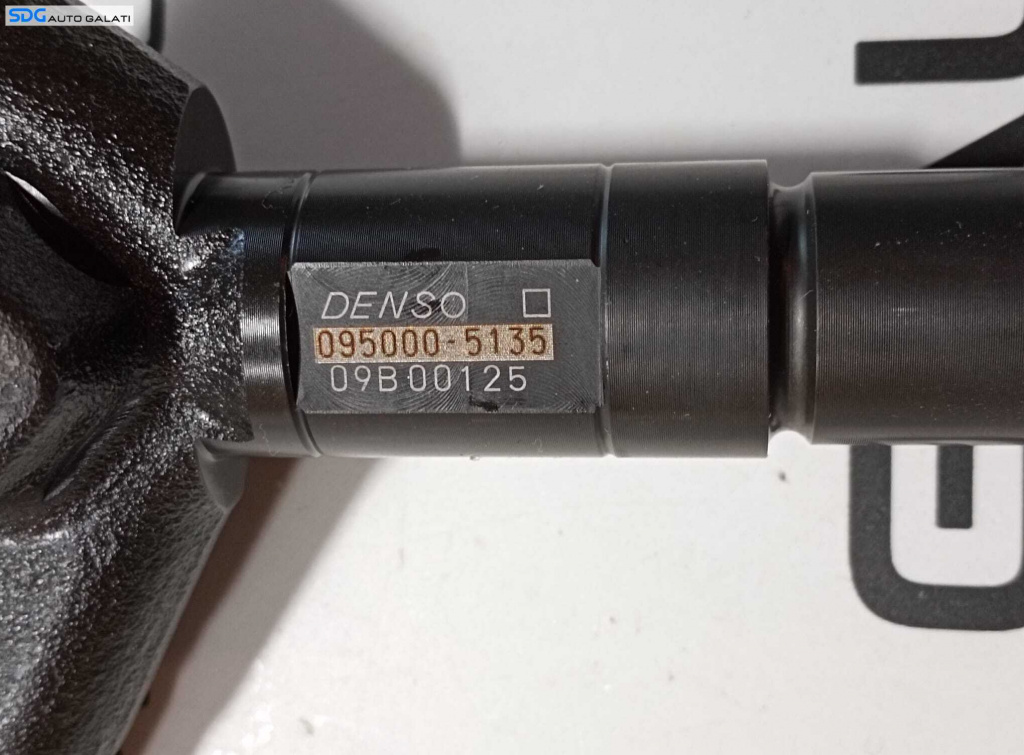 SDG AUTO GALATI
DENSO
095000-5135
09B00125